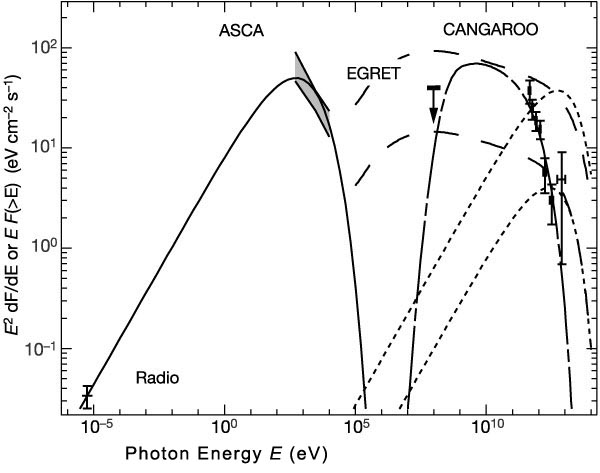 ASCA
CANGAROO
EGRET
Radio
10²
10¹
10⁰
10⁻¹
10⁻⁵
10⁰
10⁵
10¹⁰
E² dF/dE or E F(>E) (eV cm⁻² s⁻¹)
Photon Energy E (eV)